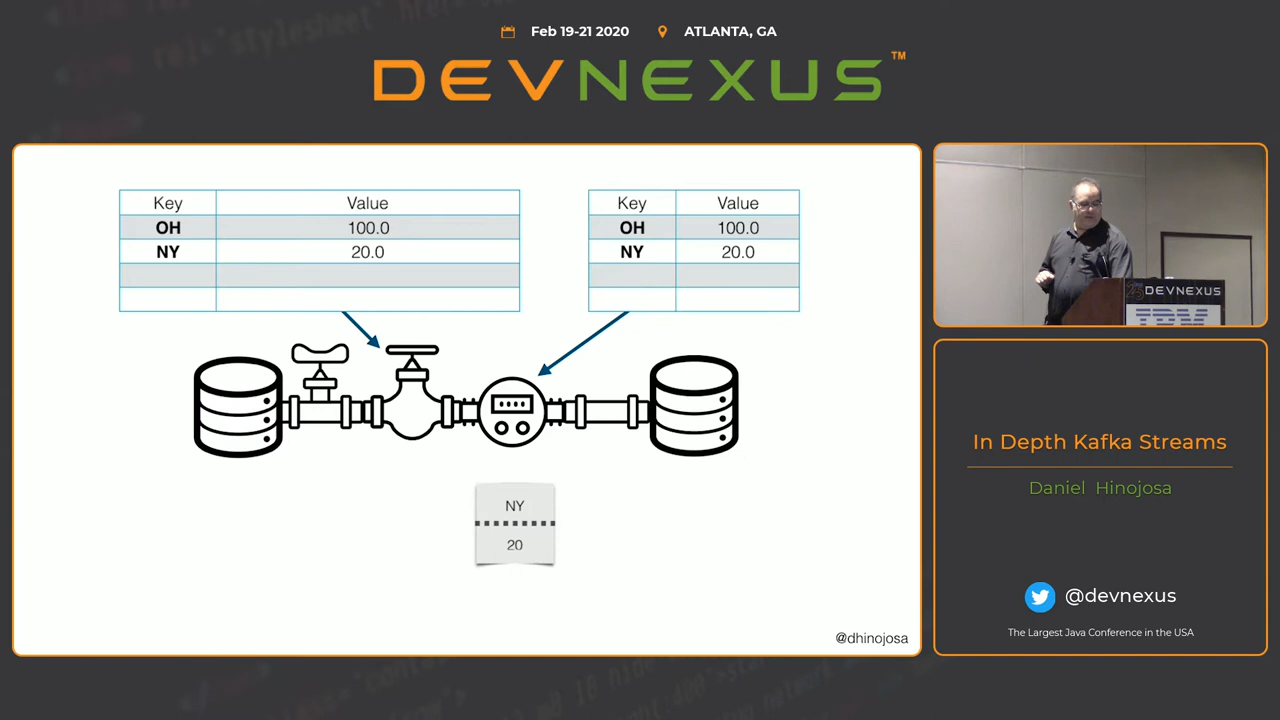 Feb 19-21 2020 ATLANTA, GA
DEVNEXUS™
Key Value
OH 100.0
NY 20.0
Key Value
OH 100.0
NY 20.0
NY
20
@dhinojosa
DEVNEXUS
IBM
In Depth Kafka Streams
Daniel Hinojosa
@devnexus
The Largest Java Conference in the USA